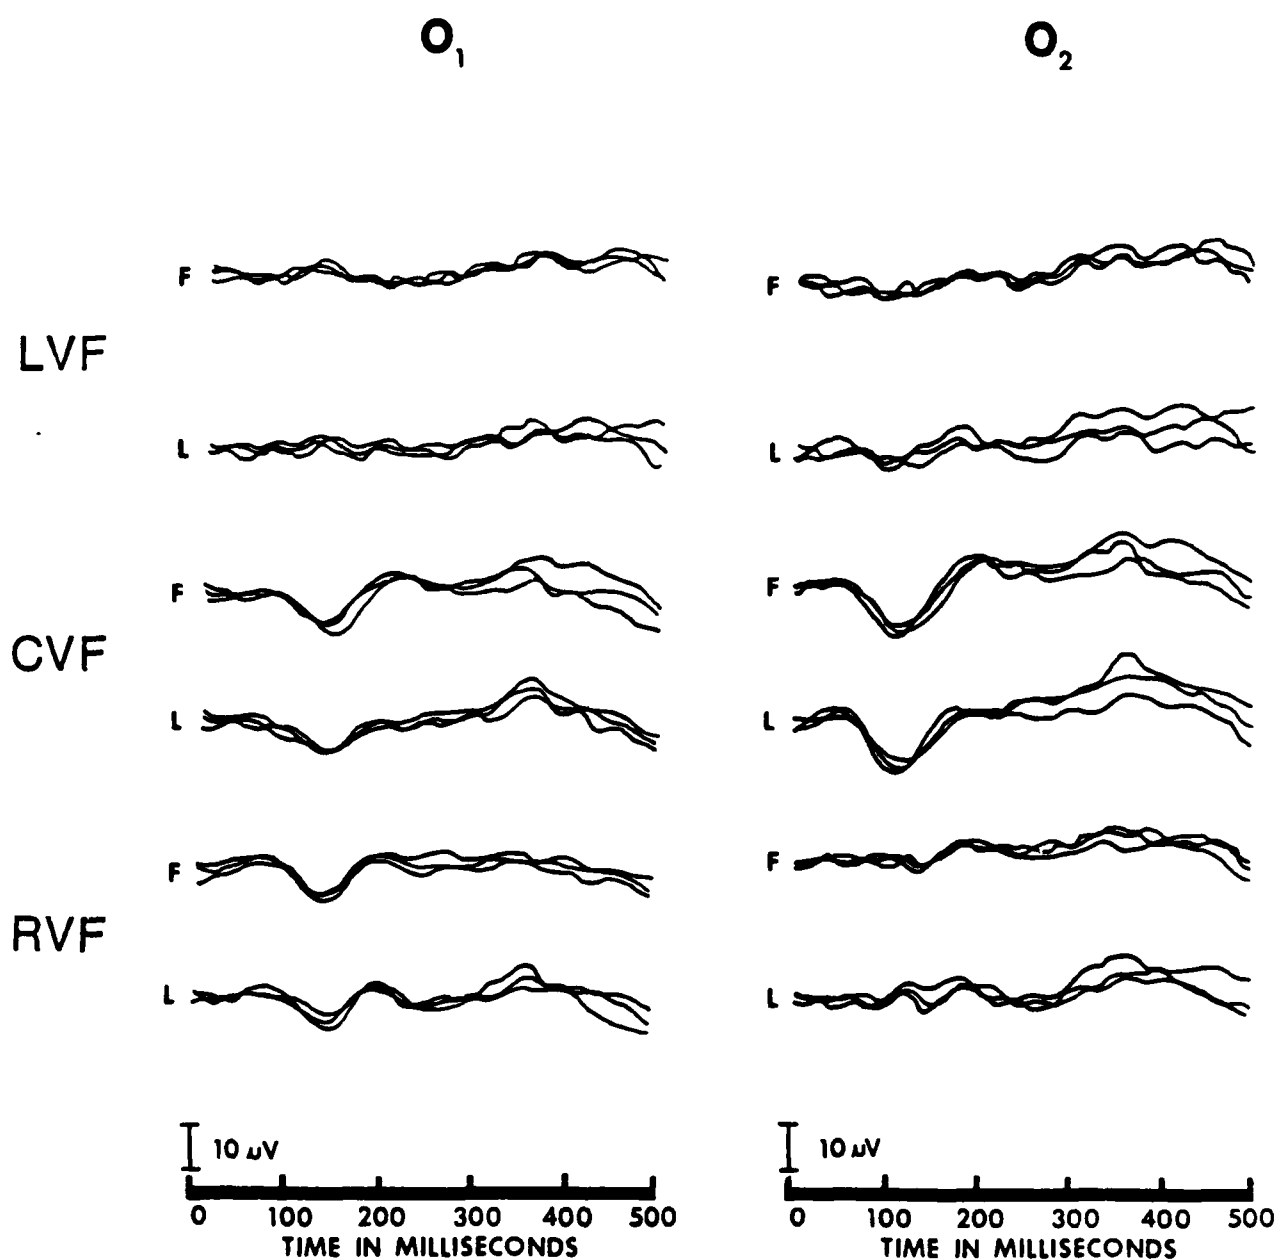 O1 O2
F F
LVF
L L
F F
CVF
L L
F F
RVF
L L
10 µV 10 µV
0 100 200 300 400 500 0 100 200 300 400 500
TIME IN MILLISECONDS TIME IN MILLISECONDS